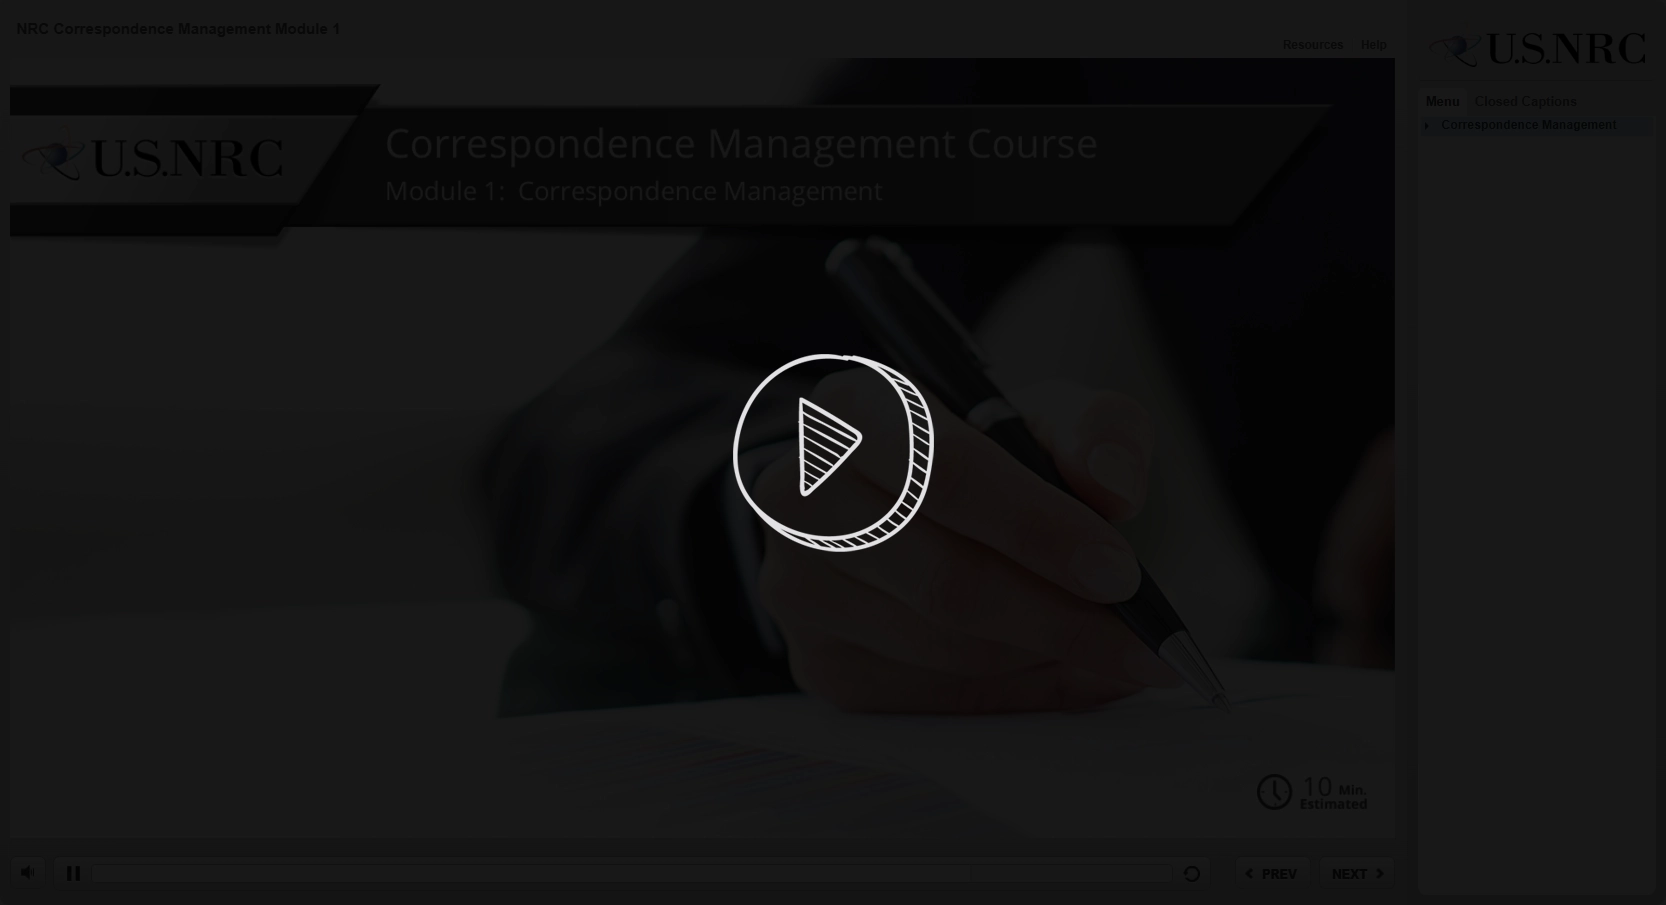 NRC Correspondence Management Module 1
Resources Help
U.S.NRC
Menu Closed Captions
Correspondence Management
U.S.NRC
Correspondence Management Course
Module 1: Correspondence Management
10 Min.
Estimated
PREV NEXT